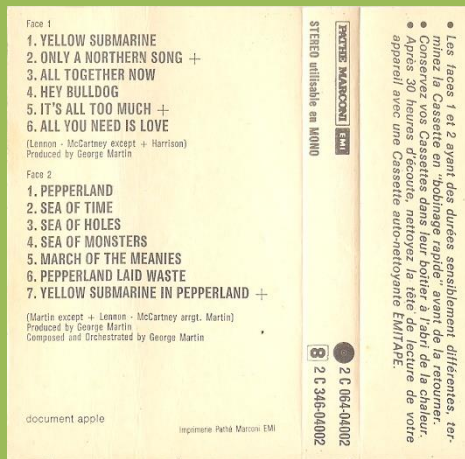 Face 1
1. YELLOW SUBMARINE
2. ONLY A NORTHERN SONG +
3. ALL TOGETHER NOW
4. HEY BULLDOG
5. IT'S ALL TOO MUCH +
6. ALL YOU NEED IS LOVE
(Lennon - McCartney except + Harrison)
Produced by George Martin
Face 2
1. PEPPERLAND
2. SEA OF TIME
3. SEA OF HOLES
4. SEA OF MONSTERS
5. MARCH OF THE MEANIES
6. PEPPERLAND LAID WASTE
7. YELLOW SUBMARINE IN PEPPERLAND +
(Martin except + Lennon - McCartney arrgt. Martin)
Produced by George Martin
Composed and Orchestrated by George Martin
document apple
Imprimerie Pathé Marconi EMI
PATHE MARCONI EMI
STEREO utilisable en MONO
2 C 064-04002
8 2 C 346-04002
● Les faces 1 et 2 ayant des durées sensiblement différentes, ter-
minez la Cassette en "bobinage rapide" avant de la retourner.
● Conservez vos Cassettes dans leur boîtier à l'abri de la chaleur.
● Après 30 heures d'écoute, nettoyez la tête de lecture de votre
appareil avec une Cassette auto-nettoyante EMITAPE.